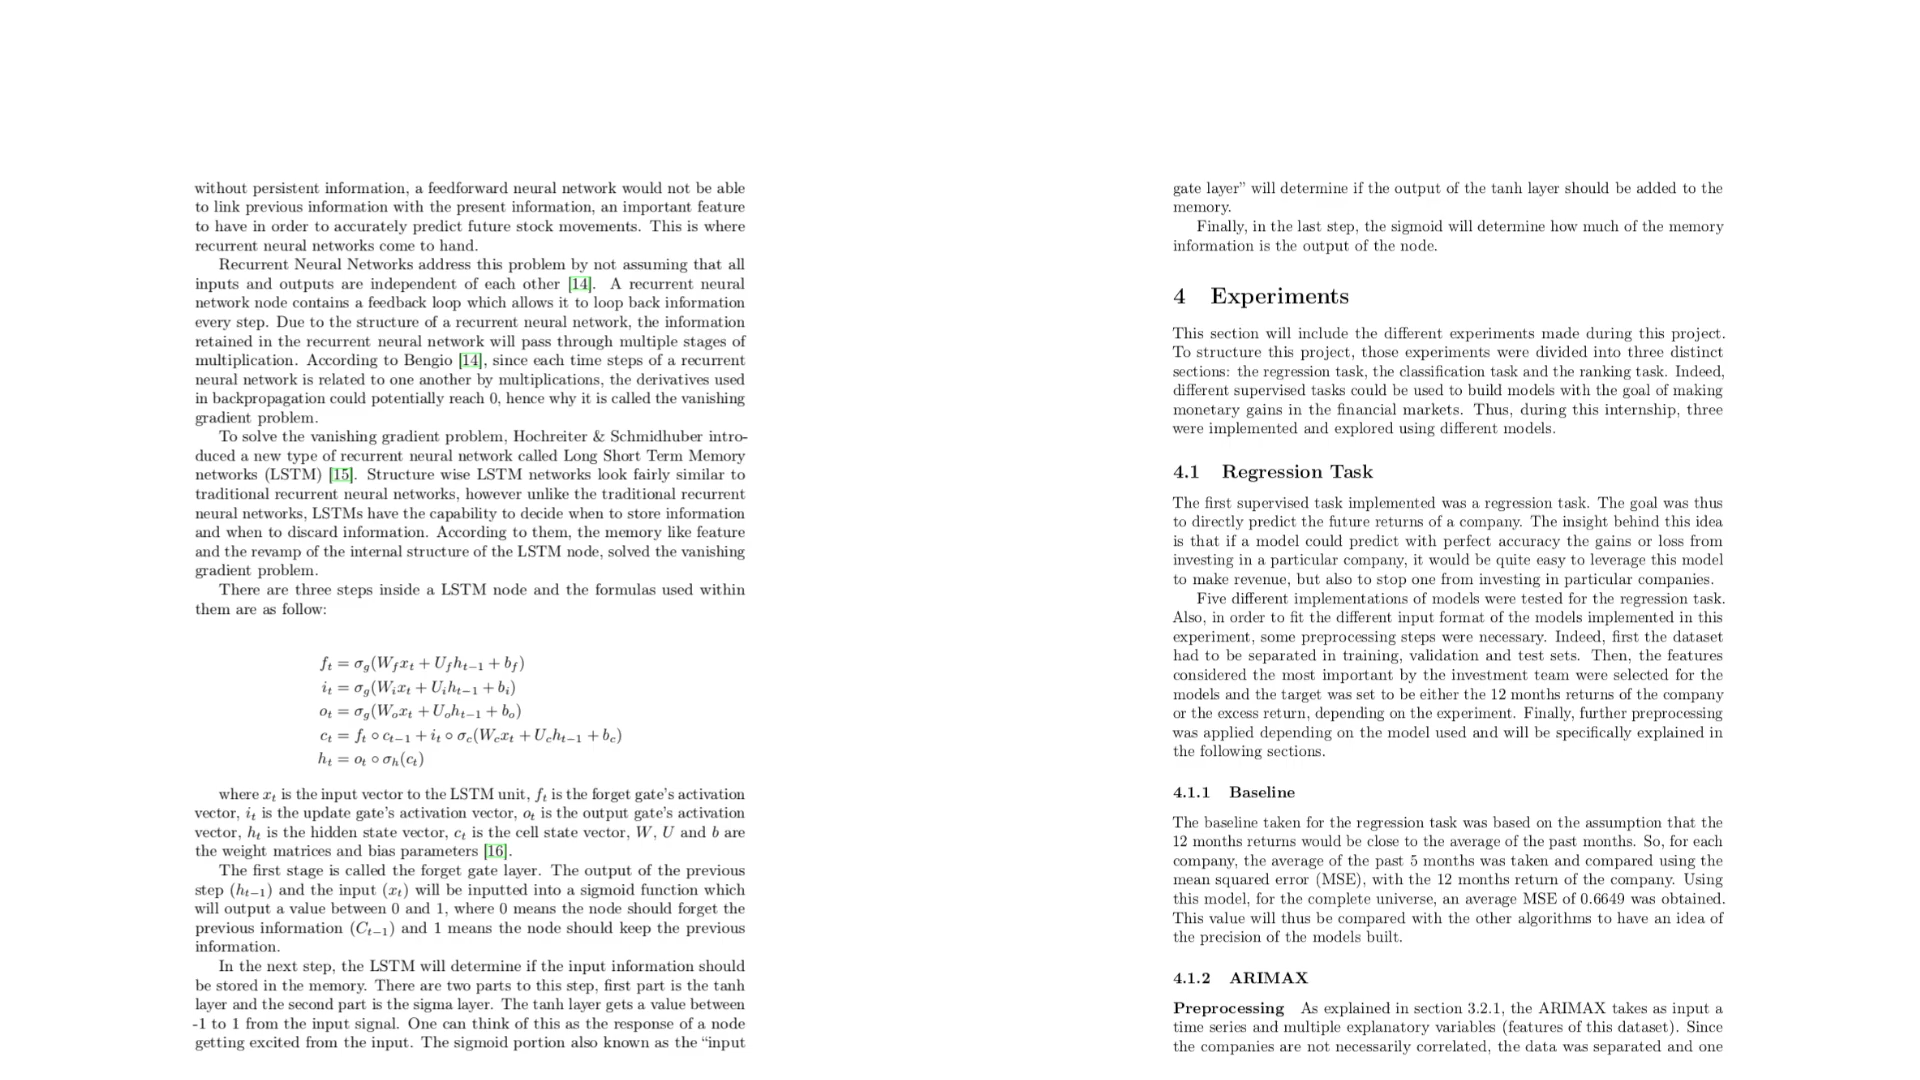 without persistent information, a feedforward neural network would not be able
to link previous information with the present information, an important feature
to have in order to accurately predict future stock movements. This is where
recurrent neural networks come to hand.
Recurrent Neural Networks address this problem by not assuming that all
inputs and outputs are independent of each other [14]. A recurrent neural
network node contains a feedback loop which allows it to loop back information
every step. Due to the structure of a recurrent neural network, the information
retained in the recurrent neural network will pass through multiple stages of
multiplication. According to Bengio [14], since each time steps of a recurrent
neural network is related to one another by multiplications, the derivatives used
in backpropagation could potentially reach 0, hence why it is called the vanishing
gradient problem.
To solve the vanishing gradient problem, Hochreiter & Schmidhuber intro-
duced a new type of recurrent neural network called Long Short Term Memory
networks (LSTM) [15]. Structure wise LSTM networks look fairly similar to
traditional recurrent neural networks, however unlike the traditional recurrent
neural networks, LSTMs have the capability to decide when to store information
and when to discard information. According to them, the memory like feature
and the revamp of the internal structure of the LSTM node, solved the vanishing
gradient problem.
There are three steps inside a LSTM node and the formulas used within
them are as follow:
f_t = σ_g(W_f x_t + U_f h_{t−1} + b_f)
i_t = σ_g(W_i x_t + U_i h_{t−1} + b_i)
o_t = σ_g(W_o x_t + U_o h_{t−1} + b_o)
c_t = f_t ∘ c_{t−1} + i_t ∘ σ_c(W_c x_t + U_c h_{t−1} + b_c)
h_t = o_t ∘ σ_h(c_t)
where x_t is the input vector to the LSTM unit, f_t is the forget gate's activation
vector, i_t is the update gate's activation vector, o_t is the output gate's activation
vector, h_t is the hidden state vector, c_t is the cell state vector, W, U and b are
the weight matrices and bias parameters [16].
The first stage is called the forget gate layer. The output of the previous
step (h_{t−1}) and the input (x_t) will be inputted into a sigmoid function which
will output a value between 0 and 1, where 0 means the node should forget the
previous information (C_{t−1}) and 1 means the node should keep the previous
information.
In the next step, the LSTM will determine if the input information should
be stored in the memory. There are two parts to this step, first part is the tanh
layer and the second part is the sigma layer. The tanh layer gets a value between
-1 to 1 from the input signal. One can think of this as the response of a node
getting excited from the input. The sigmoid portion also known as the “input
gate layer” will determine if the output of the tanh layer should be added to the
memory.
Finally, in the last step, the sigmoid will determine how much of the memory
information is the output of the node.
4 Experiments
This section will include the different experiments made during this project.
To structure this project, those experiments were divided into three distinct
sections: the regression task, the classification task and the ranking task. Indeed,
different supervised tasks could be used to build models with the goal of making
monetary gains in the financial markets. Thus, during this internship, three
were implemented and explored using different models.
4.1 Regression Task
The first supervised task implemented was a regression task. The goal was thus
to directly predict the future returns of a company. The insight behind this idea
is that if a model could predict with perfect accuracy the gains or loss from
investing in a particular company, it would be quite easy to leverage this model
to make revenue, but also to stop one from investing in particular companies.
Five different implementations of models were tested for the regression task.
Also, in order to fit the different input format of the models implemented in this
experiment, some preprocessing steps were necessary. Indeed, first the dataset
had to be separated in training, validation and test sets. Then, the features
considered the most important by the investment team were selected for the
models and the target was set to be either the 12 months returns of the company
or the excess return, depending on the experiment. Finally, further preprocessing
was applied depending on the model used and will be specifically explained in
the following sections.
4.1.1 Baseline
The baseline taken for the regression task was based on the assumption that the
12 months returns would be close to the average of the past months. So, for each
company, the average of the past 5 months was taken and compared using the
mean squared error (MSE), with the 12 months return of the company. Using
this model, for the complete universe, an average MSE of 0.6649 was obtained.
This value will thus be compared with the other algorithms to have an idea of
the precision of the models built.
4.1.2 ARIMAX
Preprocessing As explained in section 3.2.1, the ARIMAX takes as input a
time series and multiple explanatory variables (features of this dataset). Since
the companies are not necessarily correlated, the data was separated and one